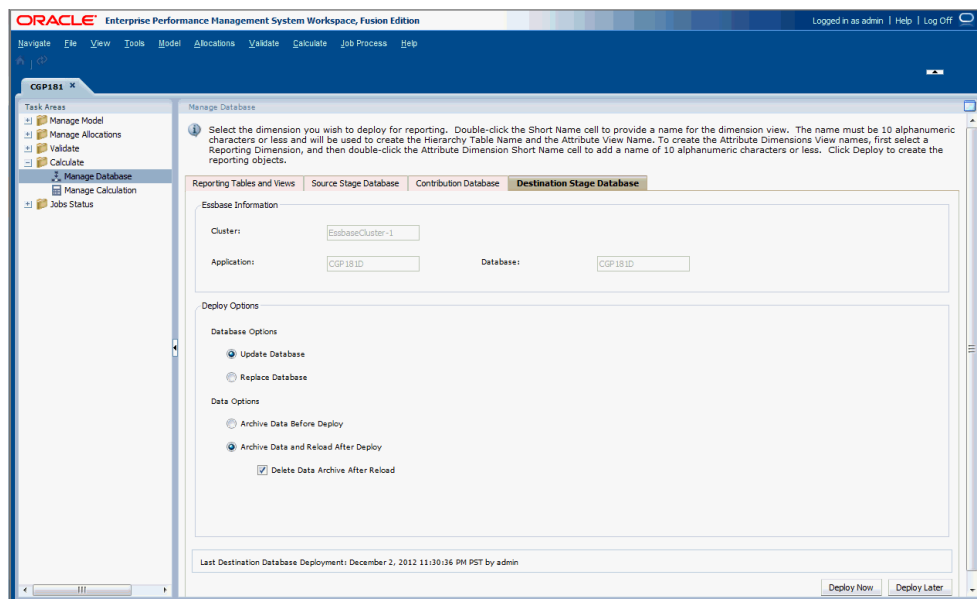 ORACLE® Enterprise Performance Management System Workspace, Fusion Edition
Logged in as admin | Help | Log Off
Navigate File View Tools Model Allocations Validate Calculate Job Process Help
CGP181 ×
Task Areas
Manage Model
Manage Allocations
Validate
Calculate
Manage Database
Manage Calculation
Jobs Status
Manage Database
Select the dimension you wish to deploy for reporting. Double-click the Short Name cell to provide a name for the dimension view. The name must be 10 alphanumeric
characters or less and will be used to create the Hierarchy Table Name and the Attribute View Name. To create the Attribute Dimensions View names, first select a
Reporting Dimension, and then double-click the Attribute Dimension Short Name cell to add a name of 10 alphanumeric characters or less. Click Deploy to create the
reporting objects.
Reporting Tables and Views Source Stage Database Contribution Database Destination Stage Database
Essbase Information
Cluster: EssbaseCluster-1
Application: CGP181D Database: CGP181D
Deploy Options
Database Options
Update Database
Replace Database
Data Options
Archive Data Before Deploy
Archive Data and Reload After Deploy
Delete Data Archive After Reload
Last Destination Database Deployment: December 2, 2012 11:30:36 PM PST by admin
Deploy Now Deploy Later